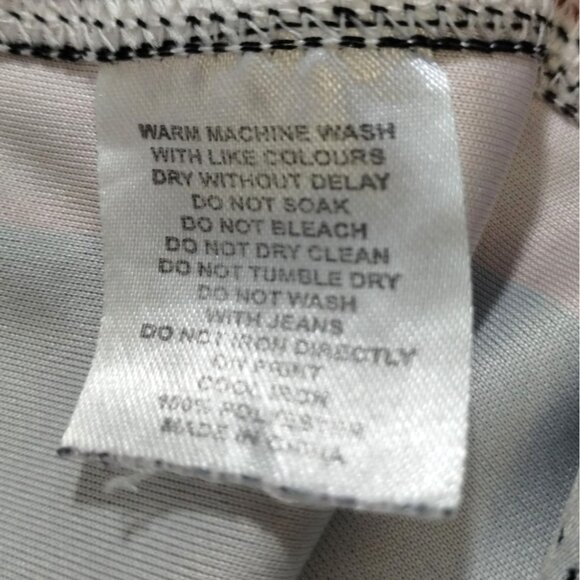 WARM MACHINE WASH
WITH LIKE COLOURS
DRY WITHOUT DELAY
DO NOT SOAK
DO NOT BLEACH
DO NOT DRY CLEAN
DO NOT TUMBLE DRY
DO NOT WASH
WITH JEANS
DO NOT IRON DIRECTLY
ON PRINT
COOL IRON
100% POLYESTER
MADE IN CHINA